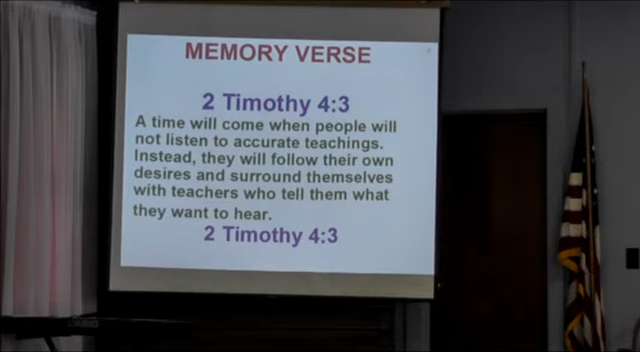 MEMORY VERSE
2 Timothy 4:3
A time will come when people will
not listen to accurate teachings.
Instead, they will follow their own
desires and surround themselves
with teachers who tell them what
they want to hear.
2 Timothy 4:3